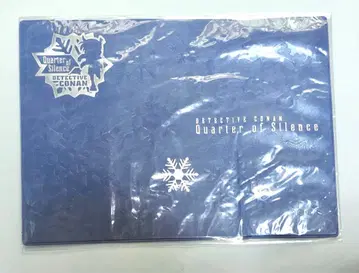 Quarter
of
Silence
DETECTIVE
CONAN
DETECTIVE CONAN
Quarter of Silence